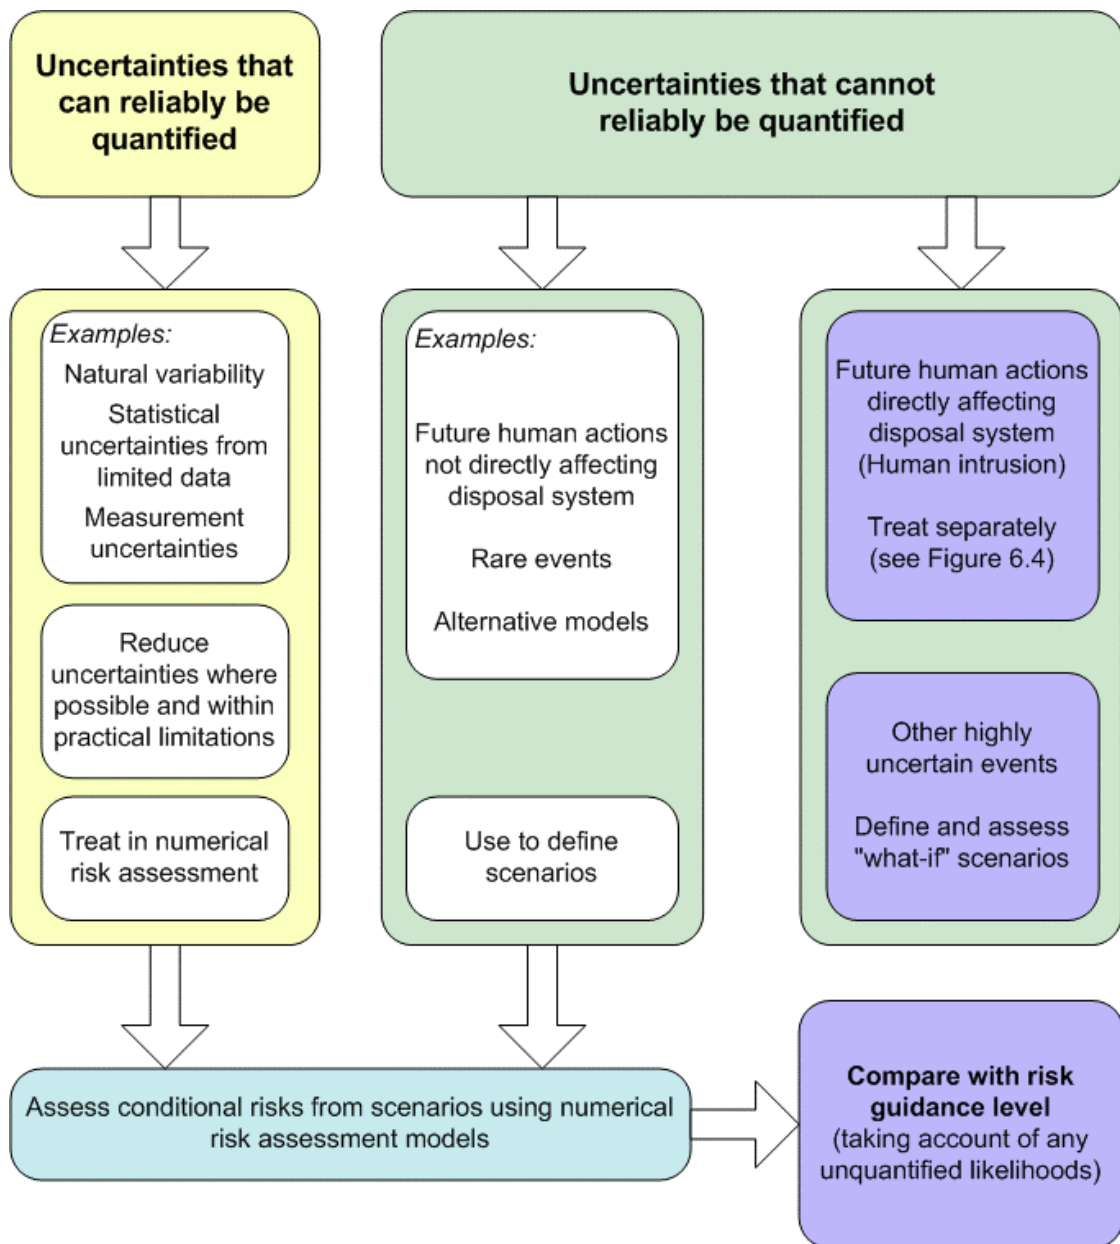 Uncertainties that
can reliably be
quantified
Uncertainties that cannot
reliably be quantified
Examples:
Natural variability
Statistical
uncertainties from
limited data
Measurement
uncertainties
Reduce
uncertainties where
possible and within
practical limitations
Treat in numerical
risk assessment
Examples:
Future human actions
not directly affecting
disposal system
Rare events
Alternative models
Use to define
scenarios
Future human actions
directly affecting
disposal system
(Human intrusion)
Treat separately
(see Figure 6.4)
Other highly
uncertain events
Define and assess
"what-if" scenarios
Assess conditional risks from scenarios using numerical
risk assessment models
Compare with risk
guidance level
(taking account of any
unquantified likelihoods)